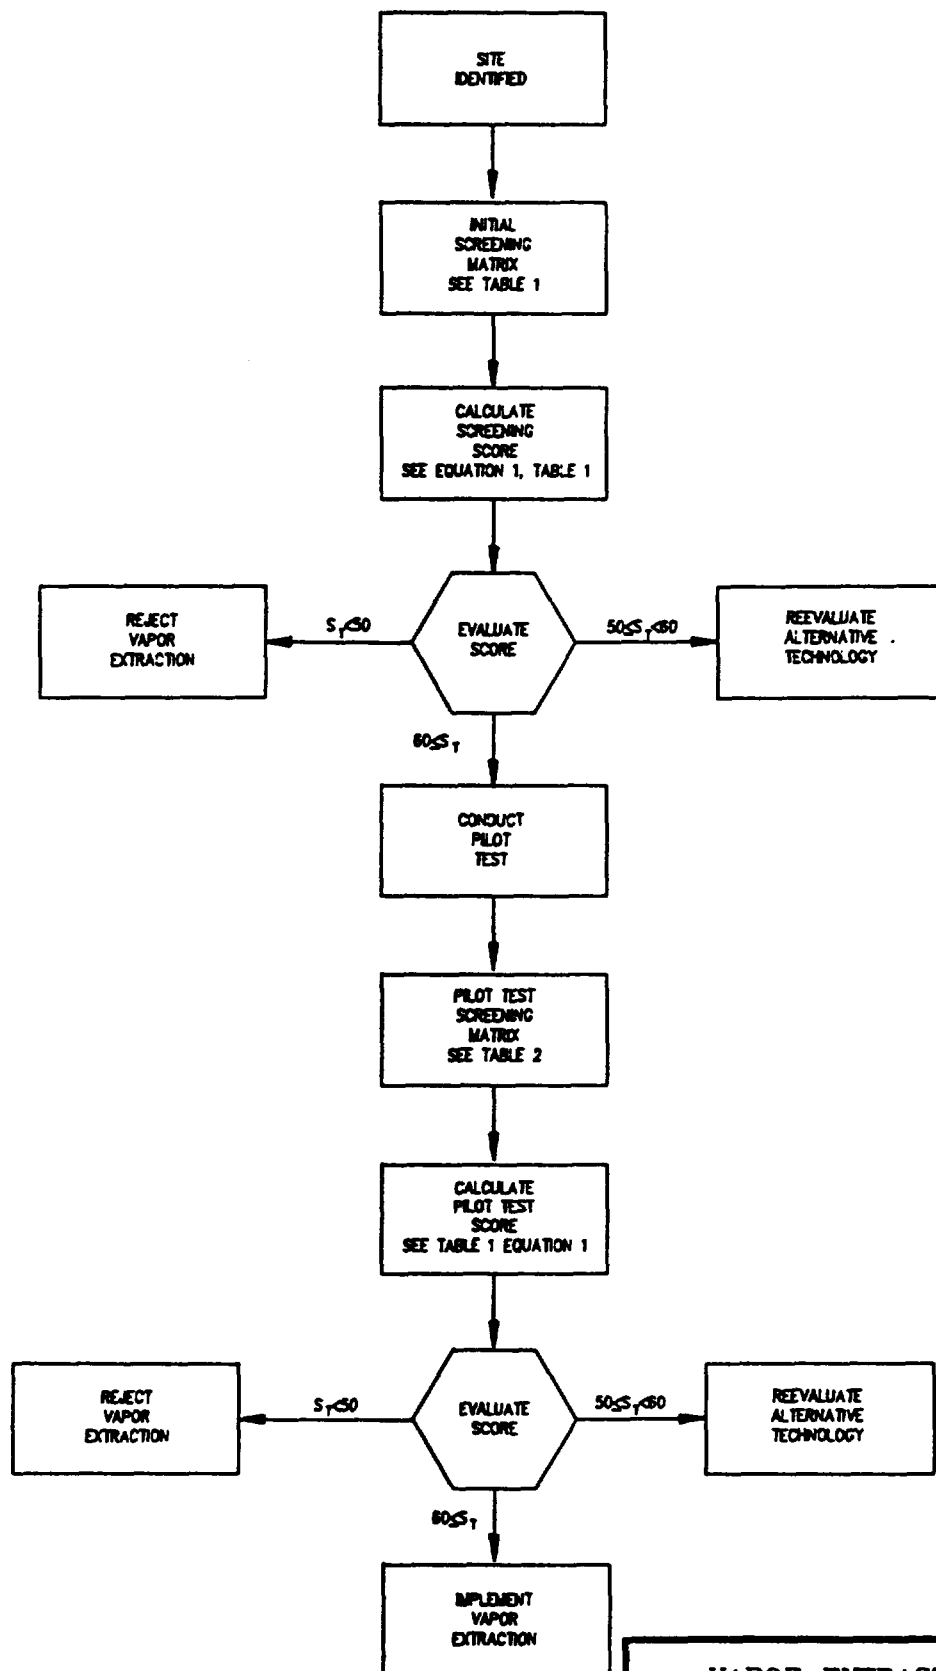 SITE
IDENTIFIED
INITIAL
SCREENING
MATRIX
SEE TABLE 1
CALCULATE
SCREENING
SCORE
SEE EQUATION 1, TABLE 1
REJECT
VAPOR
EXTRACTION
S_T<50
EVALUATE
SCORE
50≤S_T<60
REEVALUATE
ALTERNATIVE
TECHNOLOGY
60≤S_T
CONDUCT
PILOT
TEST
PILOT TEST
SCREENING
MATRIX
SEE TABLE 2
CALCULATE
PILOT TEST
SCORE
SEE TABLE 1 EQUATION 1
REJECT
VAPOR
EXTRACTION
S_T<50
EVALUATE
SCORE
50≤S_T<60
REEVALUATE
ALTERNATIVE
TECHNOLOGY
60≤S_T
IMPLEMENT
VAPOR
EXTRACTION